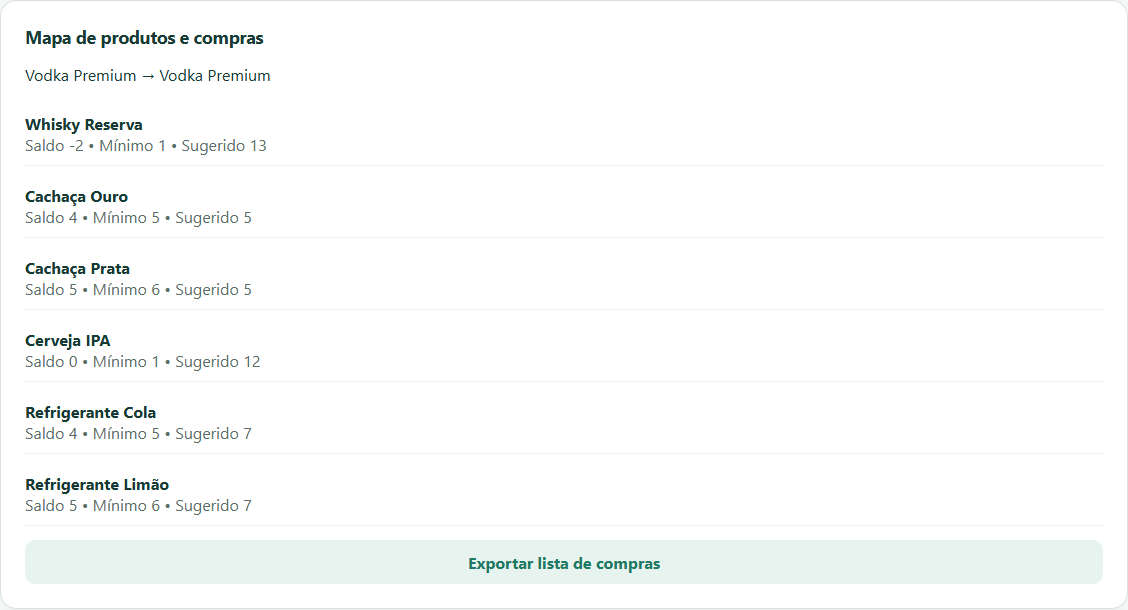 Mapa de produtos e compras
Vodka Premium → Vodka Premium
Whisky Reserva
Saldo -2 • Mínimo 1 • Sugerido 13
Cachaça Ouro
Saldo 4 • Mínimo 5 • Sugerido 5
Cachaça Prata
Saldo 5 • Mínimo 6 • Sugerido 5
Cerveja IPA
Saldo 0 • Mínimo 1 • Sugerido 12
Refrigerante Cola
Saldo 4 • Mínimo 5 • Sugerido 7
Refrigerante Limão
Saldo 5 • Mínimo 6 • Sugerido 7
Exportar lista de compras